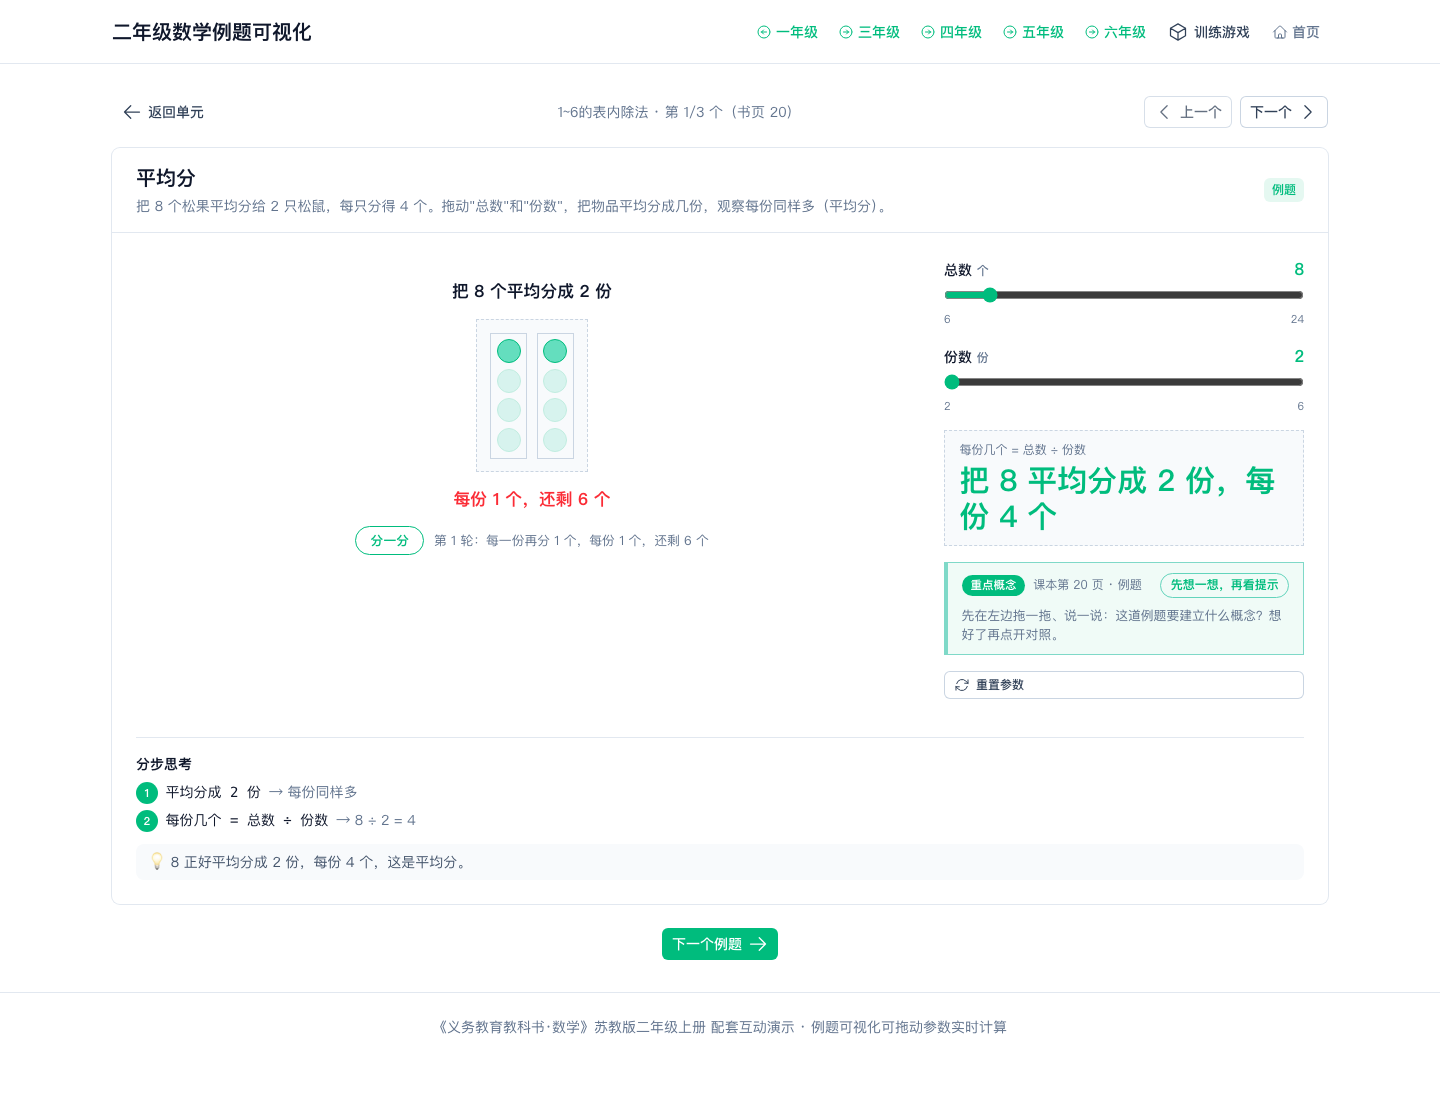 二年级数学例题可视化
一年级 三年级 四年级 五年级 六年级 训练游戏 首页
返回单元
1~6的表内除法 · 第 1/3 个（书页 20）
上一个 下一个
平均分
把 8 个松果平均分给 2 只松鼠，每只分得 4 个。拖动"总数"和"份数"，把物品平均分成几份，观察每份同样多（平均分）。
例题
把 8 个平均分成 2 份
每份 1 个，还剩 6 个
分一分 第 1 轮：每一份再分 1 个，每份 1 个，还剩 6 个
总数 个 8
6 24
份数 份 2
2 6
每份几个 = 总数 ÷ 份数
把 8 平均分成 2 份，每
份 4 个
重点概念 课本第 20 页 · 例题 先想一想，再看提示
先在左边拖一拖、说一说：这道例题要建立什么概念？想
好了再点开对照。
重置参数
分步思考
1 平均分成 2 份 → 每份同样多
2 每份几个 = 总数 ÷ 份数 → 8 ÷ 2 = 4
💡 8 正好平均分成 2 份，每份 4 个，这是平均分。
下一个例题 →
《义务教育教科书·数学》苏教版二年级上册 配套互动演示 · 例题可视化可拖动参数实时计算